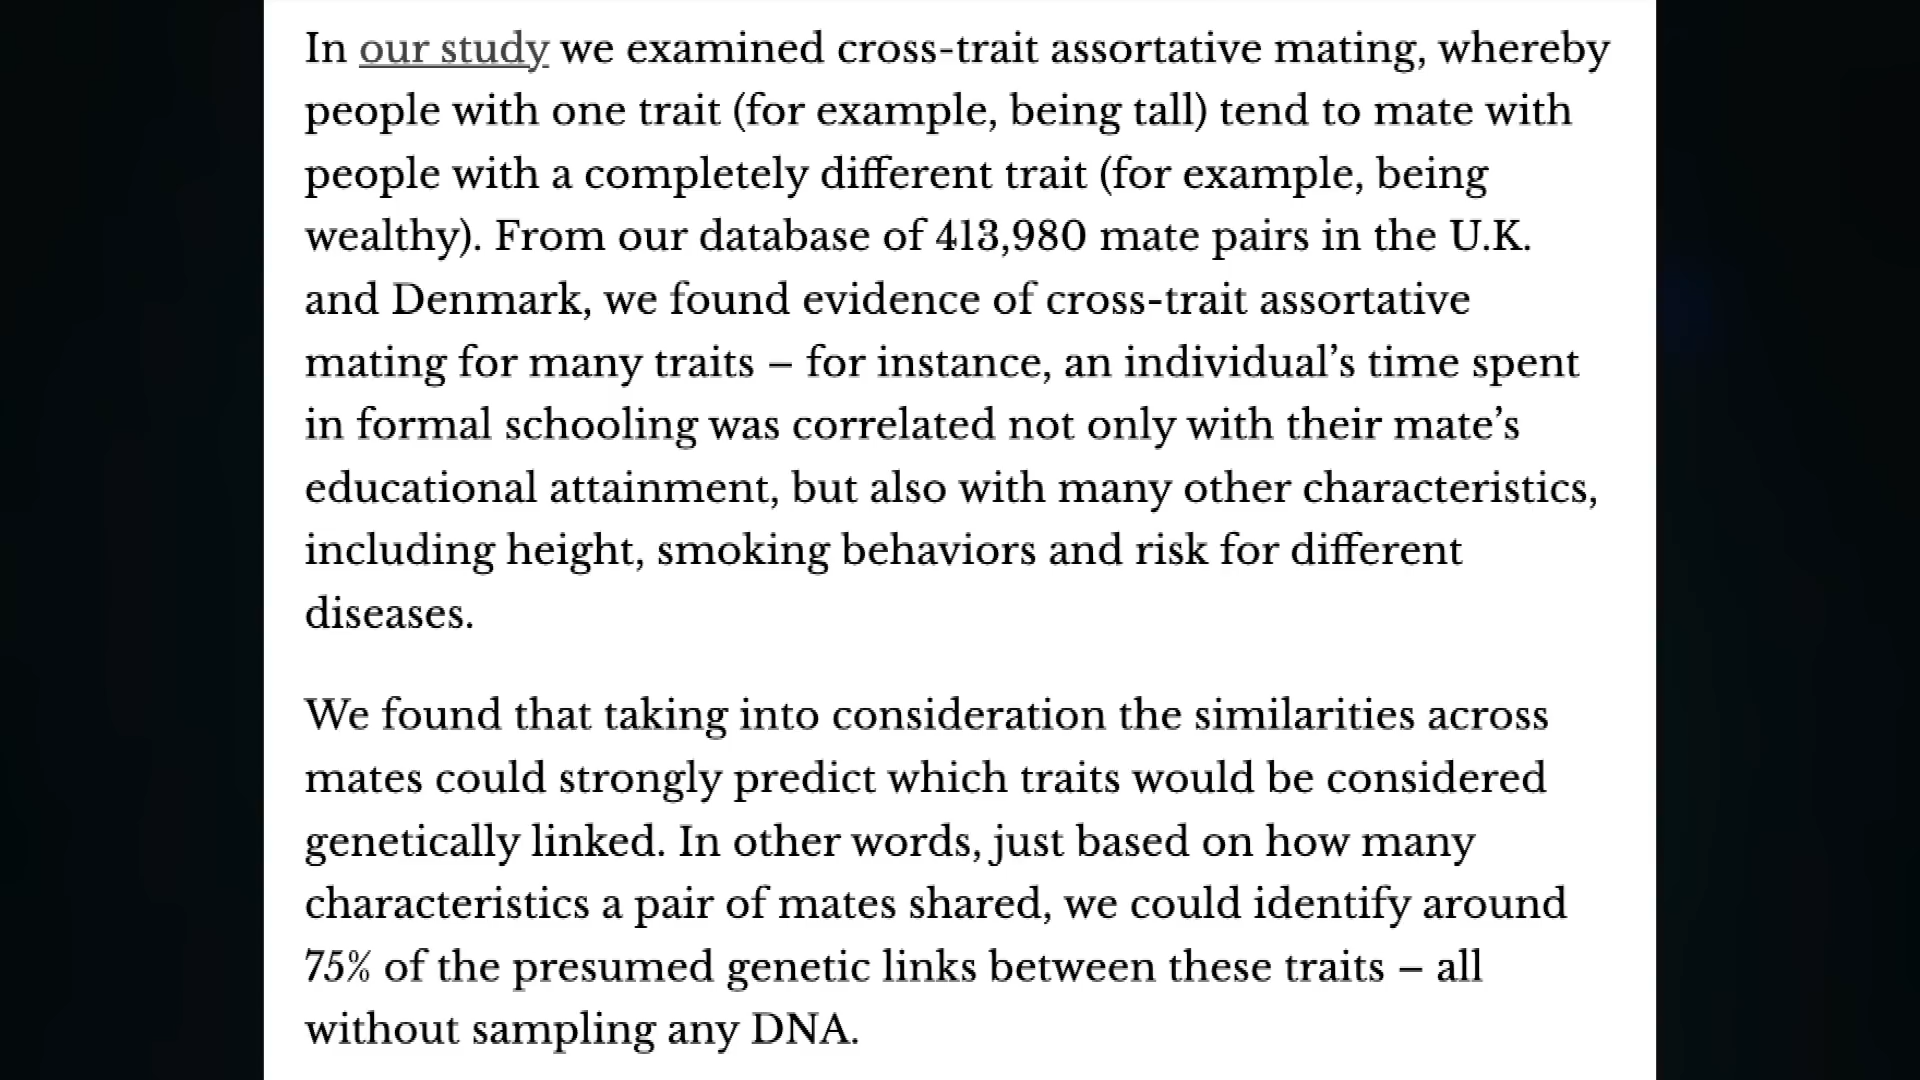 In our study we examined cross-trait assortative mating, whereby
people with one trait (for example, being tall) tend to mate with
people with a completely different trait (for example, being
wealthy). From our database of 413,980 mate pairs in the U.K.
and Denmark, we found evidence of cross-trait assortative
mating for many traits – for instance, an individual’s time spent
in formal schooling was correlated not only with their mate’s
educational attainment, but also with many other characteristics,
including height, smoking behaviors and risk for different
diseases.
We found that taking into consideration the similarities across
mates could strongly predict which traits would be considered
genetically linked. In other words, just based on how many
characteristics a pair of mates shared, we could identify around
75% of the presumed genetic links between these traits – all
without sampling any DNA.